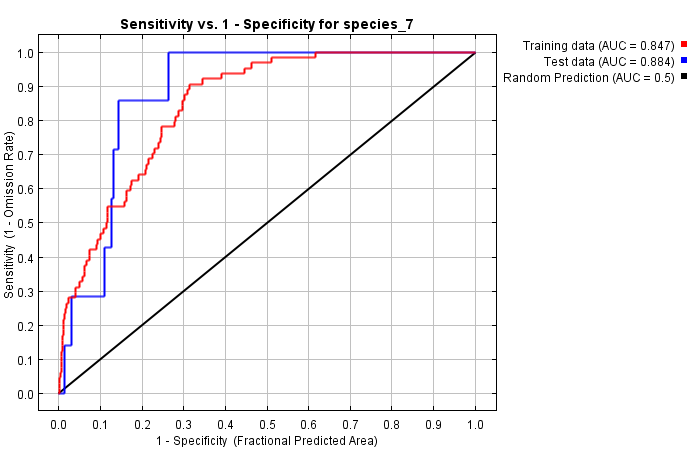 Sensitivity vs. 1 - Specificity for species_7
Training data (AUC = 0.847)
Test data (AUC = 0.884)
Random Prediction (AUC = 0.5)
Sensitivity (1 - Omission Rate)
1.0
0.9
0.8
0.7
0.6
0.5
0.4
0.3
0.2
0.1
0.0
0.0 0.1 0.2 0.3 0.4 0.5 0.6 0.7 0.8 0.9 1.0
1 - Specificity (Fractional Predicted Area)